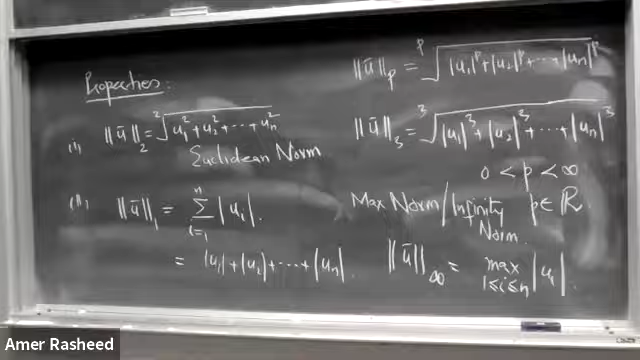 Properties:
(i) ‖ū‖₂ = ²√(u₁² + u₂² + ⋯ + uₙ²)
Euclidean Norm
(ii) ‖ū‖₁ = Σᵢ₌₁ⁿ |uᵢ|.
= |u₁| + |u₂| + ⋯ + |uₙ|.
‖ū‖ₚ = ᵖ√(|u₁|ᵖ + |u₂|ᵖ + ⋯ + |uₙ|ᵖ)
‖ū‖₃ = ³√(|u₁|³ + |u₂|³ + ⋯ + |uₙ|³)
0 < p < ∞
Max Norm / Infinity Norm
p ∈ ℝ.
‖ū‖∞ = max 1≤i≤n |uᵢ|.
Amer Rasheed